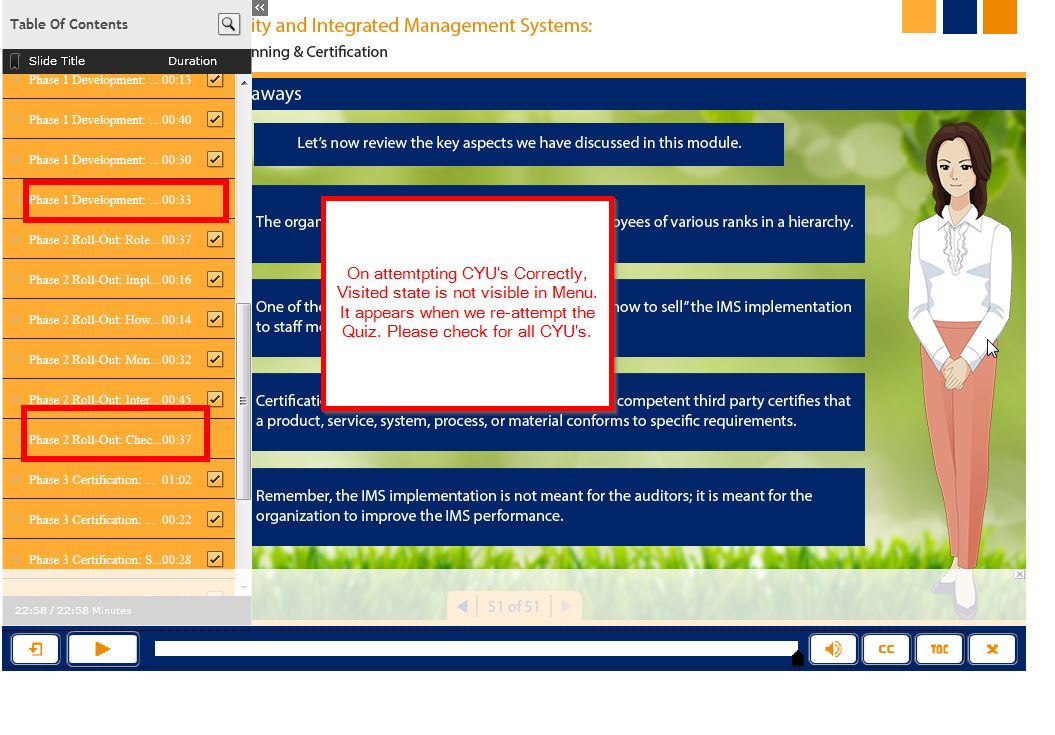 Table Of Contents
Slide Title Duration
Phase 1 Development: ... 00:13
Phase 1 Development: ... 00:40
Phase 1 Development: ... 00:30
Phase 1 Development: ... 00:33
Phase 2 Roll-Out: Role... 00:37
Phase 2 Roll-Out: Impl... 00:16
Phase 2 Roll-Out: How... 00:14
Phase 2 Roll-Out: Mon... 00:32
Phase 2 Roll-Out: Inter... 00:45
Phase 2 Roll-Out: Chec... 00:37
Phase 3 Certification: ... 01:02
Phase 3 Certification: ... 00:22
Phase 3 Certification: S... 00:28
22:58 / 22:58 Minutes
ity and Integrated Management Systems:
nning & Certification
aways
Let's now review the key aspects we have discussed in this module.
The organ
yees of various ranks in a hierarchy.
One of the
how to sell" the IMS implementation
to staff m
Certificati
competent third party certifies that
a product, service, system, process, or material conforms to specific requirements.
Remember, the IMS implementation is not meant for the auditors; it is meant for the
organization to improve the IMS performance.
On attemtpting CYU's Correctly,
Visited state is not visible in Menu.
It appears when we re-attempt the
Quiz. Please check for all CYU's.
51 of 51
CC
TOC